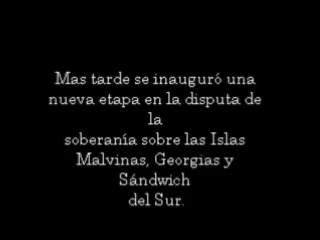 Mas tarde se inauguró una
nueva etapa en la disputa de
la
soberanía sobre las Islas
Malvinas, Georgias y
Sándwich
del Sur.